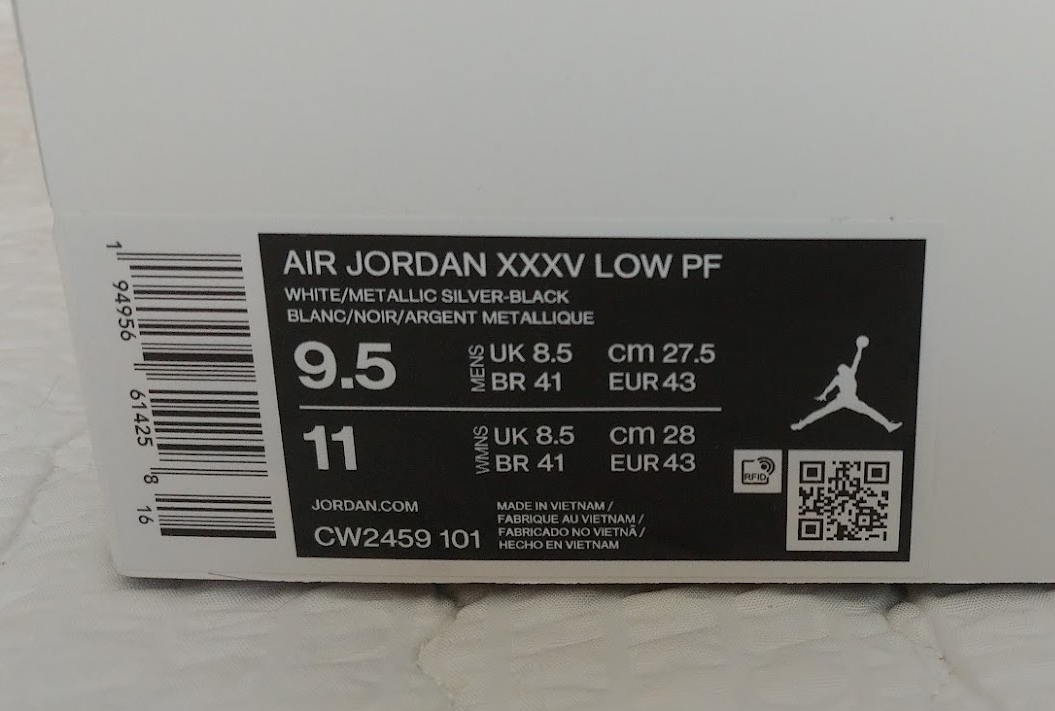 1
94956
61425
8
16
AIR JORDAN XXXV LOW PF
WHITE/METALLIC SILVER-BLACK
BLANC/NOIR/ARGENT METALLIQUE
9.5 MENS UK 8.5 cm 27.5
BR 41 EUR 43
11 WMNS UK 8.5 cm 28
BR 41 EUR 43
RFID
JORDAN.COM
CW2459 101
MADE IN VIETNAM /
FABRIQUE AU VIETNAM /
FABRICADO NO VIETNÃ /
HECHO EN VIETNAM